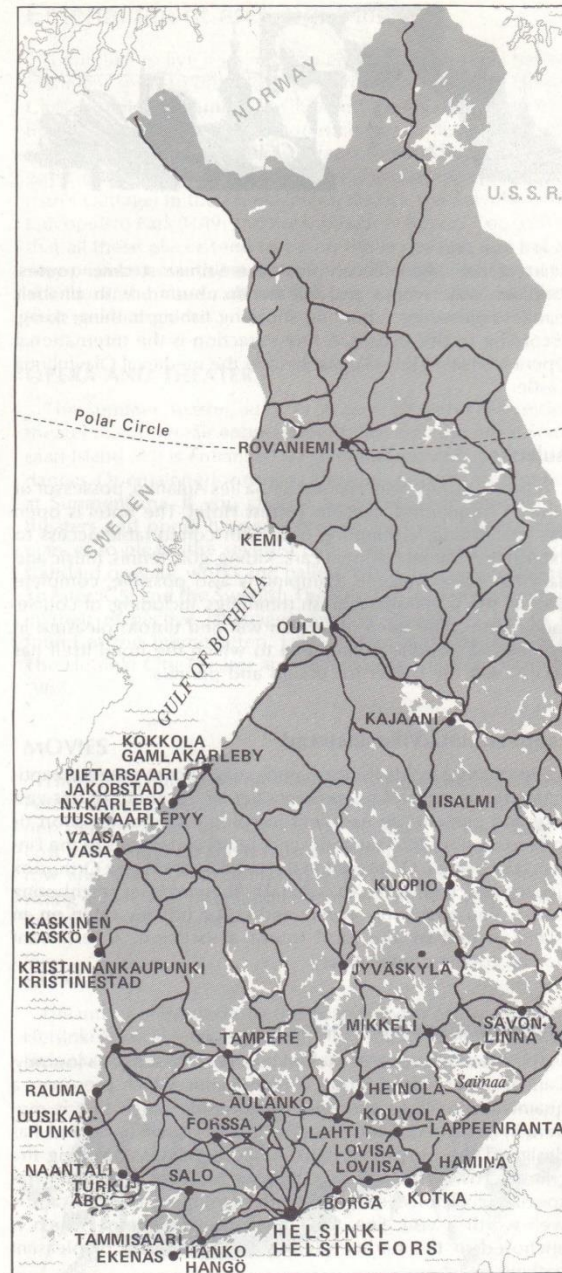 NORWAY
U.S.S.R.
Polar Circle
ROVANIEMI
SWEDEN
KEMI
OULU
GULF OF BOTHNIA
KAJAANI
KOKKOLA
GAMLAKARLEBY
PIETARSAARI
JAKOBSTAD
NYKARLEBY
UUSIKAARLEPYY
IISALMI
VAASA
VASA
KUOPIO
KASKINEN
KASKÖ
KRISTIINANKAUPUNKI
KRISTINESTAD
JYVÄSKYLÄ
MIKKELI
SAVON-
LINNA
TAMPERE
Saimaa
RAUMA
HEINOLA
AULANKO
KOUVOLA
UUSIKAU-
PUNKI
FORSSA
LAHTI
LAPPEENRANTA
LOVISA
LOVIISA
HAMINA
NAANTALI
TURKU-
ÅBO
SALO
KOTKA
BORGÅ
HELSINKI
HELSINGFORS
TAMMISAARI
EKENÄS
HANKO
HANGÖ